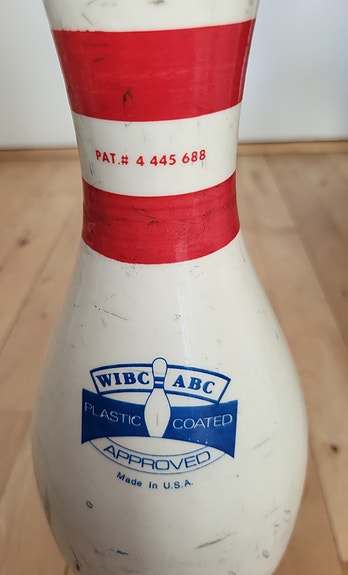 PAT.# 4 445 688
WIBC ABC
PLASTIC COATED
APPROVED
Made In U.S.A.